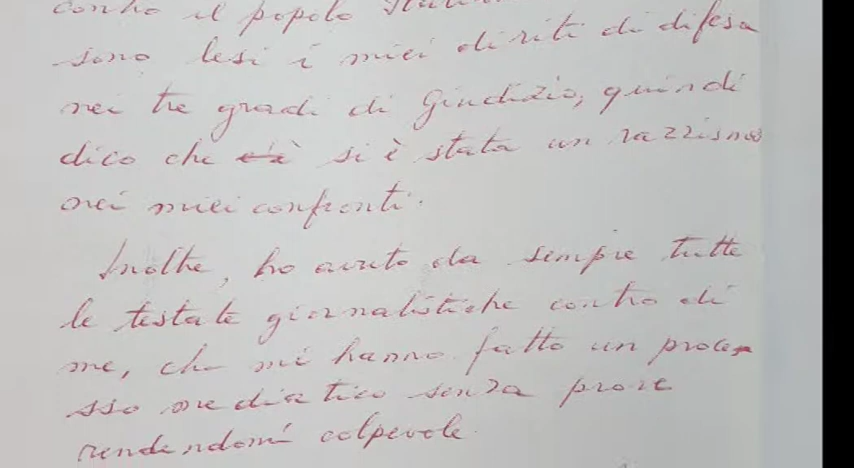 contro il popolo
sono lesi i miei diriti di difesa
nei tre gradi di Giudizio, quindi
dico che si è stata un razzismo
nei miei confronti.
Inoltre, ho avuto da sempre tutte
le testate giornalistiche contro di
me, che mi hanno fatto un proce-
sso mediatico senza prove
rendendomi colpevole.